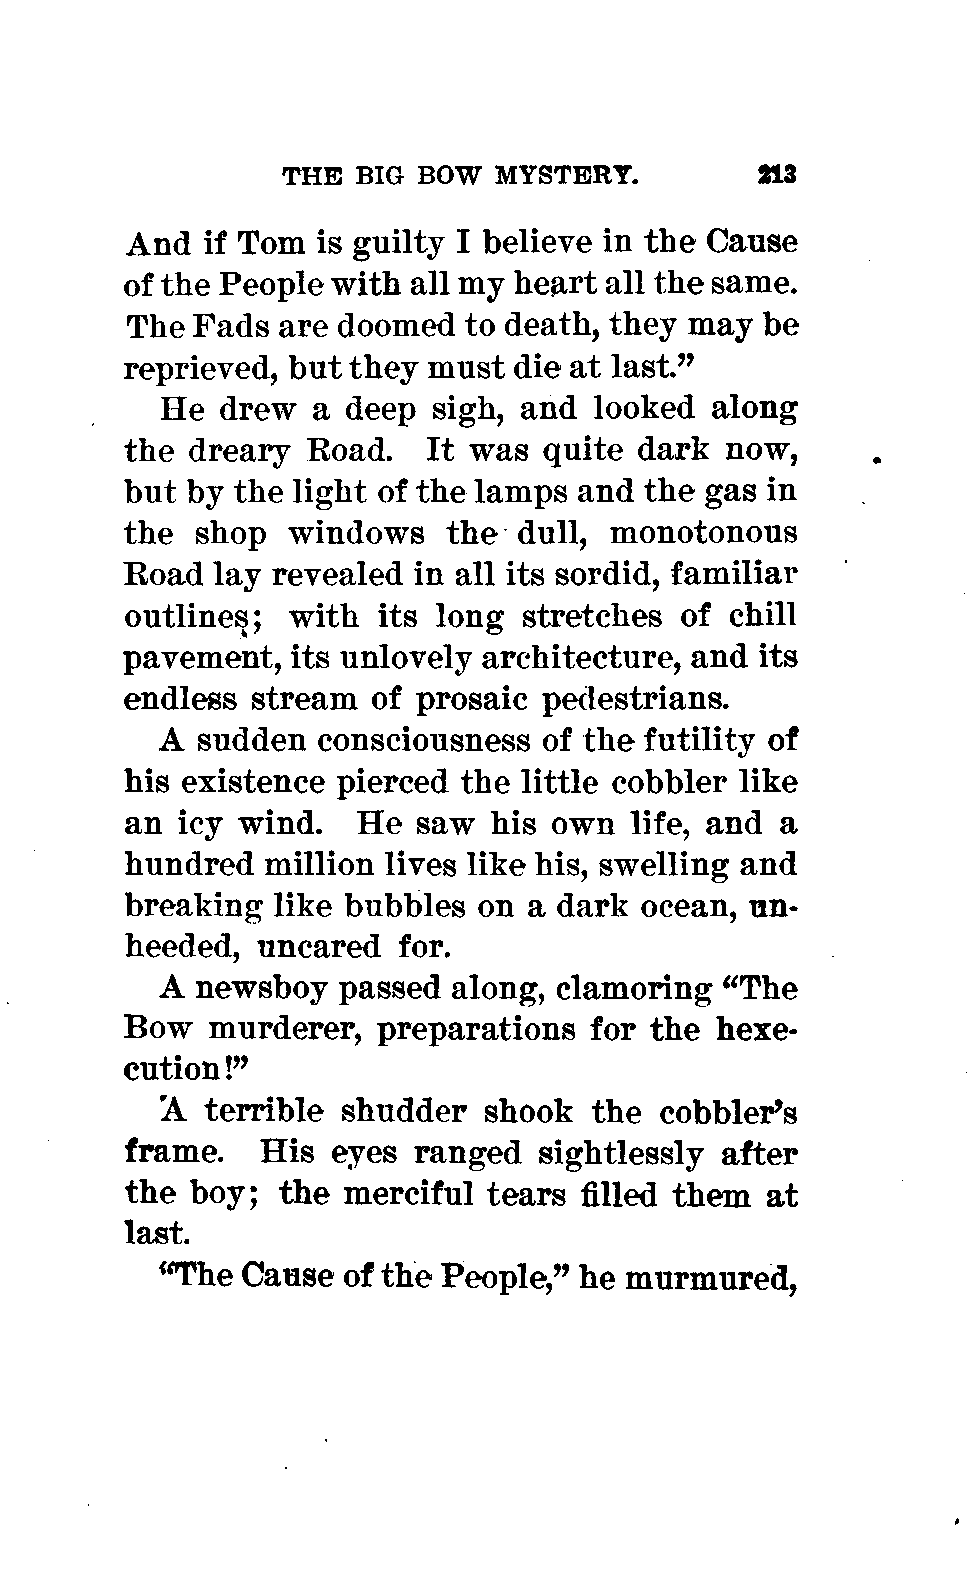 THE BIG BOW MYSTERY. 213
And if Tom is guilty I believe in the Cause
of the People with all my heart all the same.
The Fads are doomed to death, they may be
reprieved, but they must die at last.”
He drew a deep sigh, and looked along
the dreary Road. It was quite dark now,
but by the light of the lamps and the gas in
the shop windows the dull, monotonous
Road lay revealed in all its sordid, familiar
outlines; with its long stretches of chill
pavement, its unlovely architecture, and its
endless stream of prosaic pedestrians.
A sudden consciousness of the futility of
his existence pierced the little cobbler like
an icy wind. He saw his own life, and a
hundred million lives like his, swelling and
breaking like bubbles on a dark ocean, un-
heeded, uncared for.
A newsboy passed along, clamoring “The
Bow murderer, preparations for the hexe-
cution!”
A terrible shudder shook the cobbler’s
frame. His eyes ranged sightlessly after
the boy; the merciful tears filled them at
last.
“The Cause of the People,” he murmured,